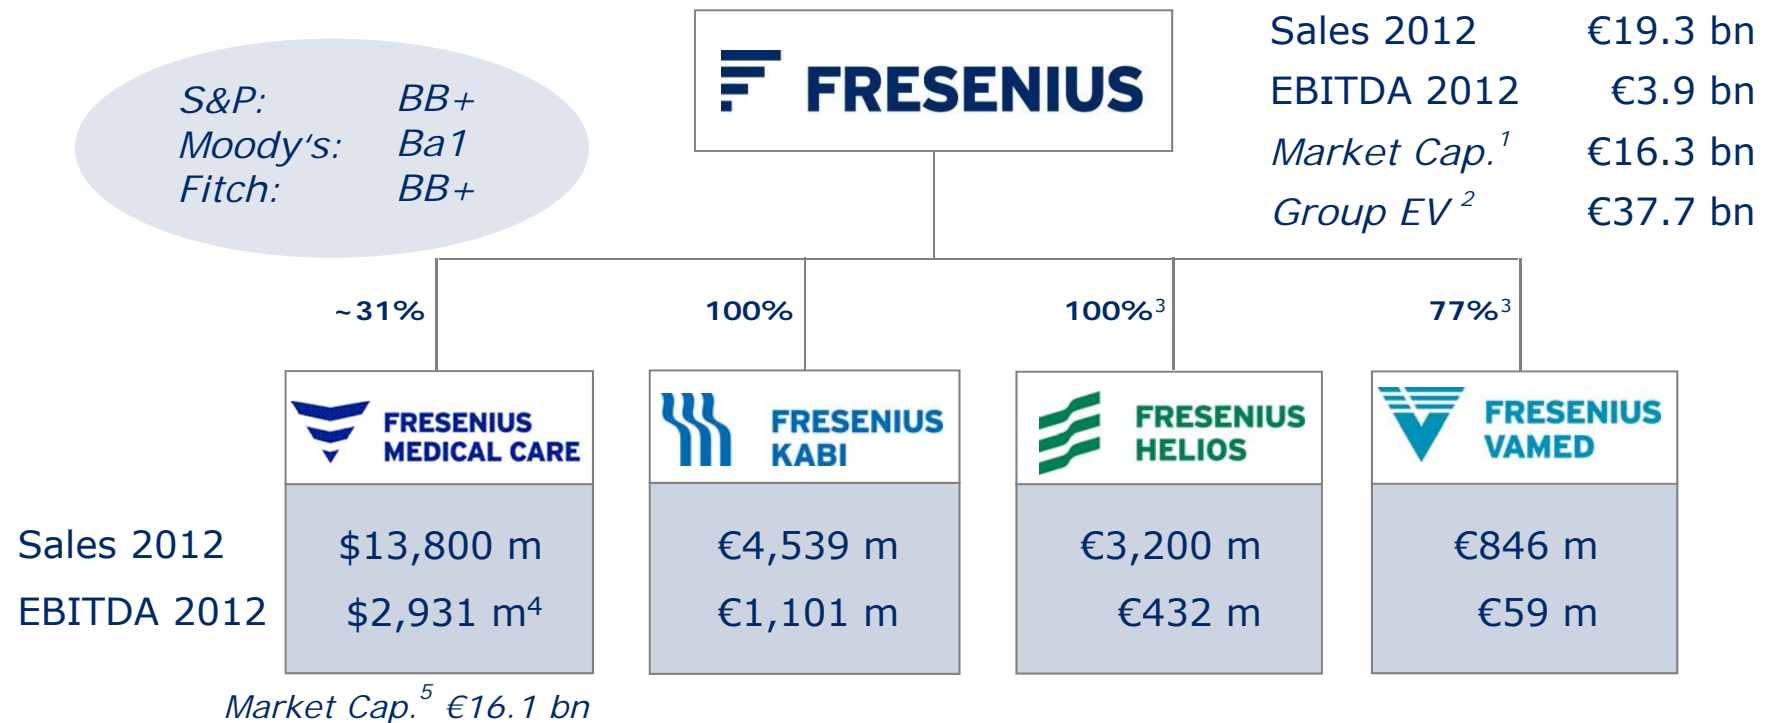 FRESENIUS
Sales 2012 €19.3 bn
EBITDA 2012 €3.9 bn
Market Cap.1 €16.3 bn
Group EV 2 €37.7 bn
S&P: BB+
Moody‘s: Ba1
Fitch: BB+
~31% 100% 100%3 77%3
FRESENIUS
MEDICAL CARE
FRESENIUS
KABI
FRESENIUS
HELIOS
FRESENIUS
VAMED
Sales 2012 $13,800 m €4,539 m €3,200 m €846 m
EBITDA 2012 $2,931 m4 €1,101 m €432 m €59 m
Market Cap.5 €16.1 bn